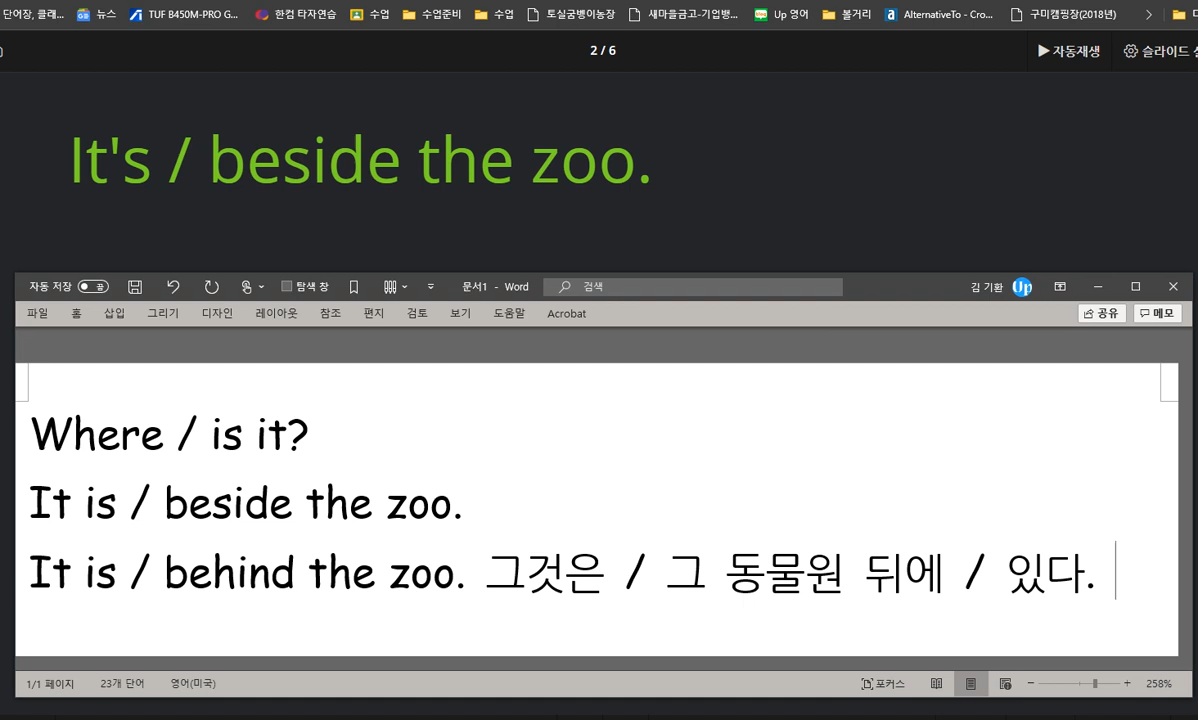 단어장, 클래... 뉴스 TUF B450M-PRO G... 한컴 타자연습 수업 수업준비 수업 토실굼벵이농장 새마을금고-기업뱅... Up 영어 볼거리 AlternativeTo - Cro... 구미캠핑장(2018년)
2 / 6 자동재생 슬라이드
It's / beside the zoo.
자동 저장 끔 탐색 창 문서1 - Word 검색 김 기환 Up
파일 홈 삽입 그리기 디자인 레이아웃 참조 편지 검토 보기 도움말 Acrobat 공유 메모
Where / is it?
It is / beside the zoo.
It is / behind the zoo. 그것은 / 그 동물원 뒤에 / 있다.
1/1 페이지 23개 단어 영어(미국) 포커스 258%